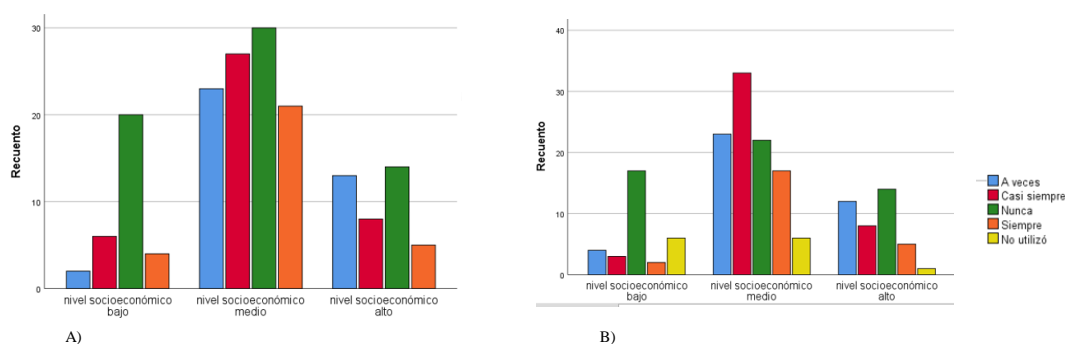 Recuento
30
20
10
0
nivel socioeconómico
bajo
nivel socioeconómico
medio
nivel socioeconómico
alto
A)
Recuento
40
30
20
10
0
nivel socioeconómico
bajo
nivel socioeconómico
medio
nivel socioeconómico
alto
B)
A veces
Casi siempre
Nunca
Siempre
No utilizó